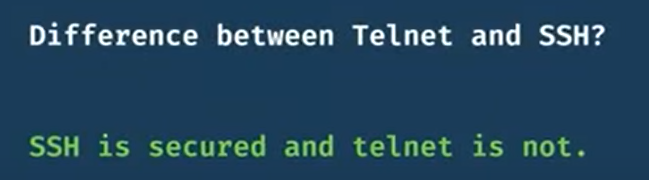 Difference between Telnet and SSH?
SSH is secured and telnet is not.